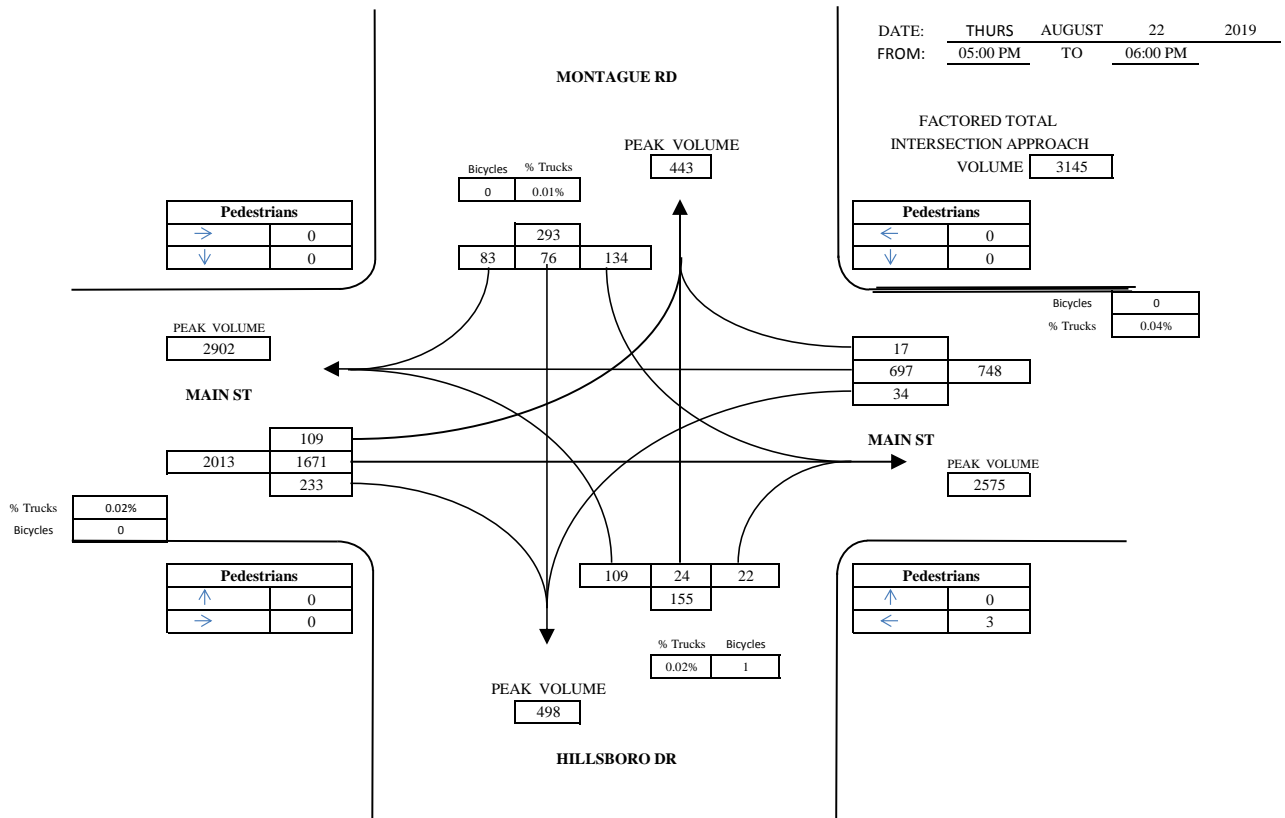 DATE: THURS AUGUST 22 2019
FROM: 05:00 PM TO 06:00 PM
MONTAGUE RD
FACTORED TOTAL
INTERSECTION APPROACH
VOLUME 3145
PEAK VOLUME
443
Bicycles % Trucks
0 0.01%
Pedestrians
→ 0
↓ 0
293
83 76 134
Pedestrians
← 0
↓ 0
Bicycles 0
% Trucks 0.04%
PEAK VOLUME
2902
MAIN ST
17
697 748
34
109
2013 1671
233
MAIN ST
PEAK VOLUME
2575
% Trucks 0.02%
Bicycles 0
Pedestrians
↑ 0
→ 0
109 24 22
155
Pedestrians
↑ 0
← 3
% Trucks Bicycles
0.02% 1
PEAK VOLUME
498
HILLSBORO DR